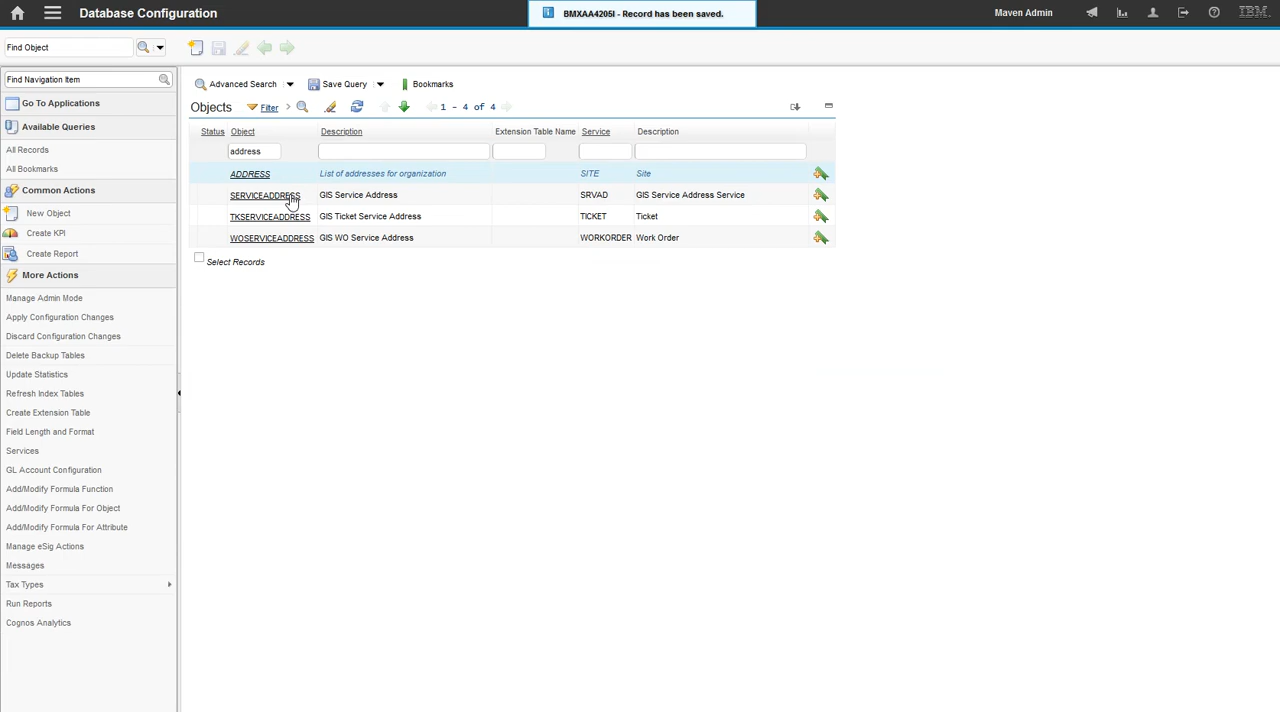 Database Configuration
BMXAA4205I - Record has been saved.
Maven Admin
IBM
Find Object
Find Navigation Item
Go To Applications
Available Queries
All Records
All Bookmarks
Common Actions
New Object
Create KPI
Create Report
More Actions
Manage Admin Mode
Apply Configuration Changes
Discard Configuration Changes
Delete Backup Tables
Update Statistics
Refresh Index Tables
Create Extension Table
Field Length and Format
Services
GL Account Configuration
Add/Modify Formula Function
Add/Modify Formula For Object
Add/Modify Formula For Attribute
Manage eSig Actions
Messages
Tax Types
Run Reports
Cognos Analytics
Advanced Search Save Query Bookmarks
Objects Filter 1 - 4 of 4
Status Object Description Extension Table Name Service Description
address
ADDRESS List of addresses for organization SITE Site
SERVICEADDRESS GIS Service Address SRVAD GIS Service Address Service
TKSERVICEADDRESS GIS Ticket Service Address TICKET Ticket
WOSERVICEADDRESS GIS WO Service Address WORKORDER Work Order
Select Records